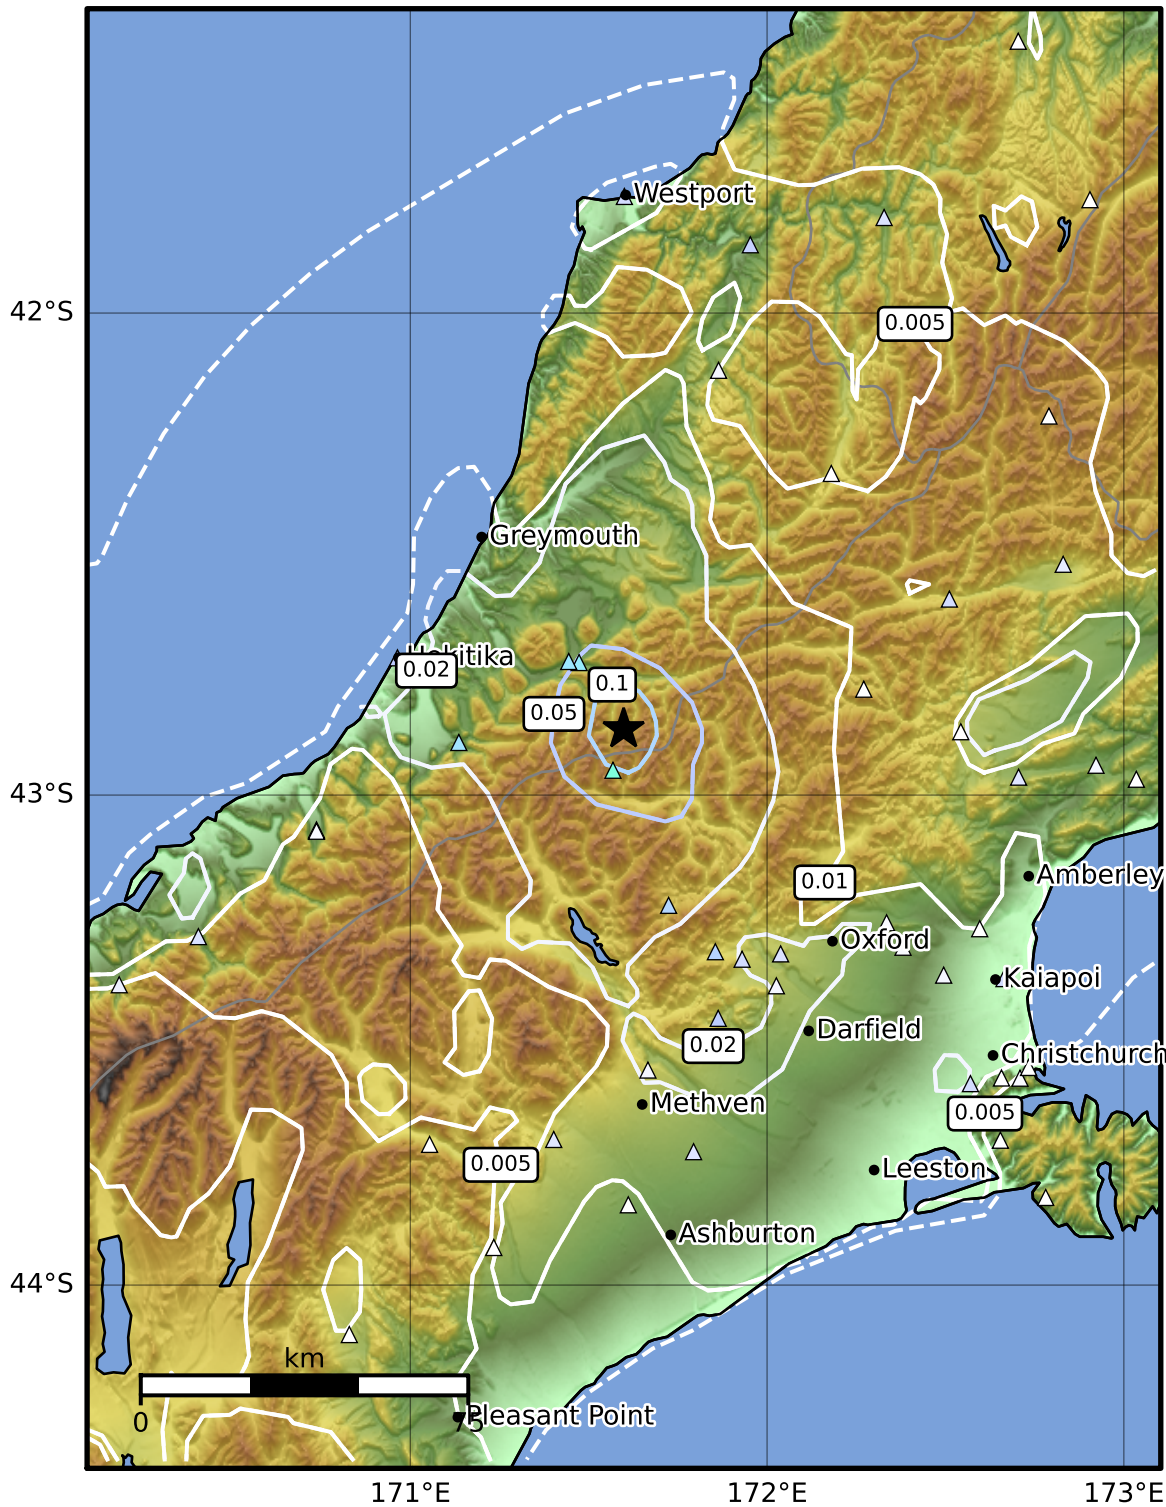 Westport
42°S
0.005
Greymouth
Hokitika
0.02
0.1
0.05
43°S
0.01
Amberley
Oxford
Kaiapoi
Darfield
0.02
Christchurch
Methven
0.005
0.005
Leeston
Ashburton
44°S
km
0
75
Pleasant Point
171°E
172°E
173°E